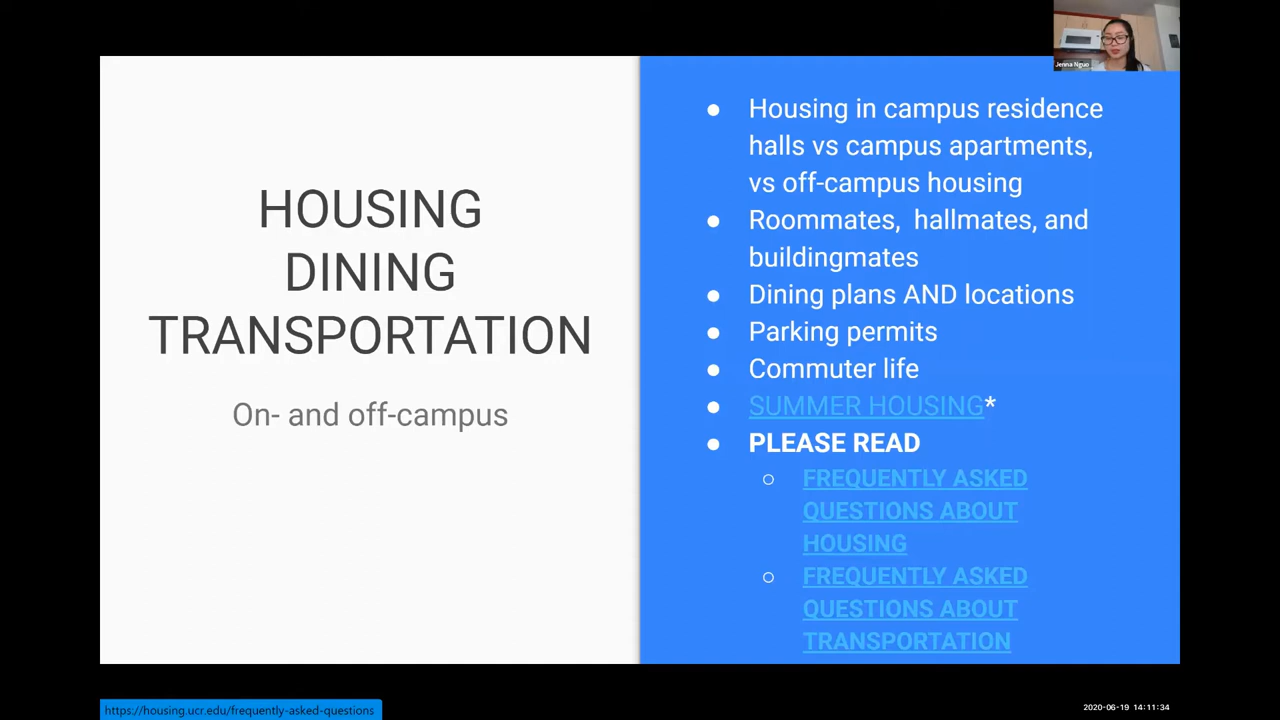 Jenna Nguo
HOUSING
DINING
TRANSPORTATION
On- and off-campus
● Housing in campus residence
halls vs campus apartments,
vs off-campus housing
● Roommates, hallmates, and
buildingmates
● Dining plans AND locations
● Parking permits
● Commuter life
● SUMMER HOUSING*
● PLEASE READ
○ FREQUENTLY ASKED
QUESTIONS ABOUT
HOUSING
○ FREQUENTLY ASKED
QUESTIONS ABOUT
TRANSPORTATION
https://housing.ucr.edu/frequently-asked-questions
2020-06-19 14:11:34